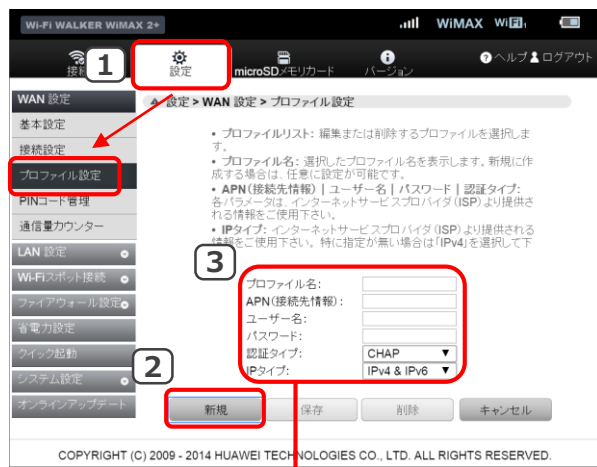 Wi-Fi WALKER WiMAX 2+
WiMAX WiFi
接続
設定
microSDメモリカード
バージョン
ヘルプ
ログアウト
1
WAN 設定
基本設定
接続設定
プロファイル設定
PINコード管理
通信量カウンター
LAN 設定
Wi-Fiスポット接続
ファイアウォール設定
省電力設定
クイック起動
システム設定
オンラインアップデート
設定 > WAN 設定 > プロファイル設定
• プロファイルリスト: 編集または削除するプロファイルを選択しま
す。
• プロファイル名: 選択したプロファイル名を表示します。新規に作
成する場合は、任意に設定が可能です。
• APN(接続先情報) | ユーザー名 | パスワード | 認証タイプ:
各パラメータは、インターネットサービスプロバイダ(ISP)より提供さ
れる情報をご使用下さい。
• IPタイプ: インターネットサービスプロバイダ(ISP)より提供される
情報をご使用下さい。特に指定が無い場合は「IPv4」を選択して下
3
プロファイル名:
APN(接続先情報):
ユーザー名:
パスワード:
認証タイプ: CHAP ▼
IPタイプ: IPv4 & IPv6 ▼
2
新規 保存 削除 キャンセル
COPYRIGHT (C) 2009 - 2014 HUAWEI TECHNOLOGIES CO., LTD. ALL RIGHTS RESERVED.